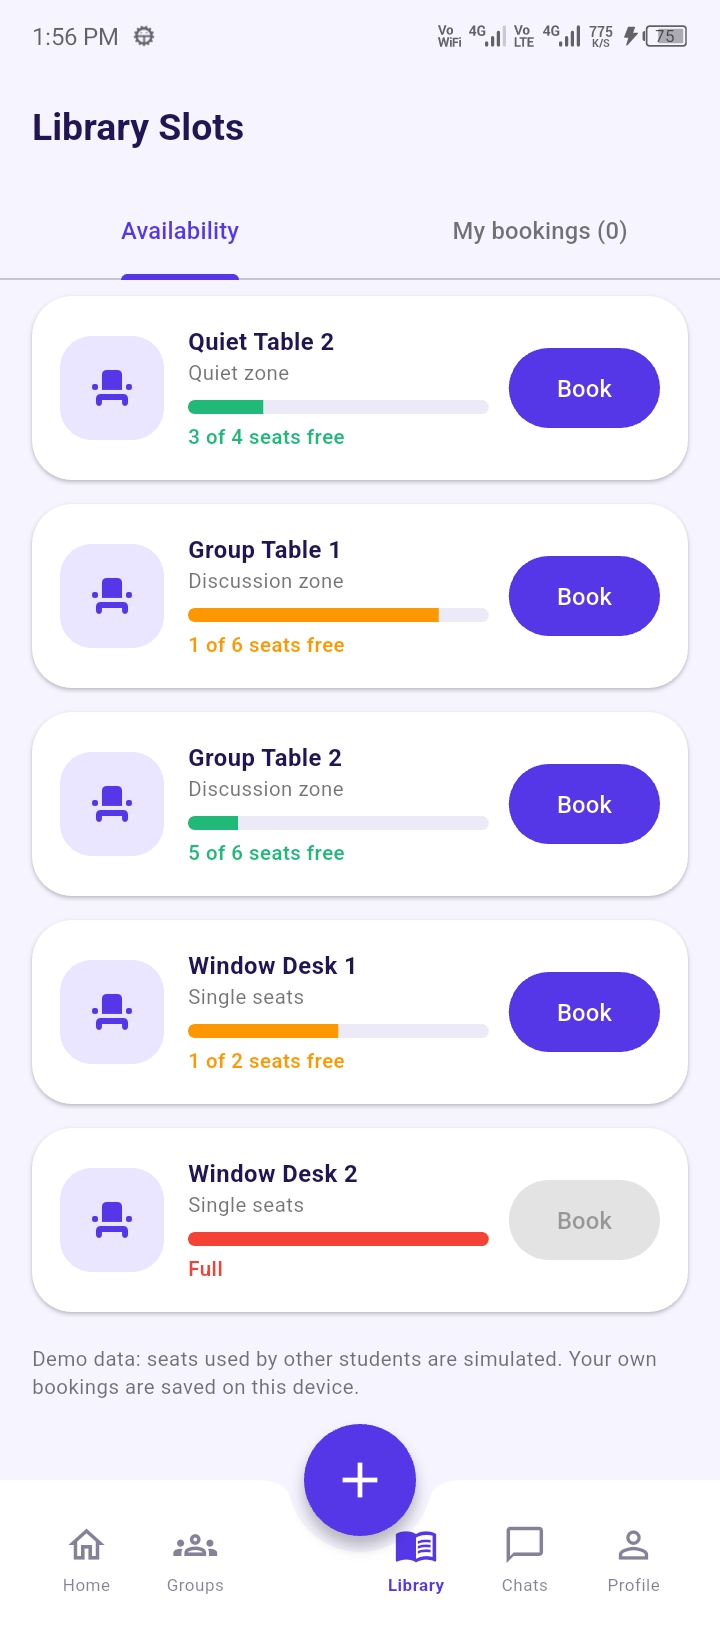 1:56 PM
Vo WiFi 4G Vo LTE 4G 775 K/S 75
Library Slots
Availability
My bookings (0)
Quiet Table 2
Quiet zone
3 of 4 seats free
Book
Group Table 1
Discussion zone
1 of 6 seats free
Book
Group Table 2
Discussion zone
5 of 6 seats free
Book
Window Desk 1
Single seats
1 of 2 seats free
Book
Window Desk 2
Single seats
Full
Book
Demo data: seats used by other students are simulated. Your own
bookings are saved on this device.
Home
Groups
Library
Chats
Profile